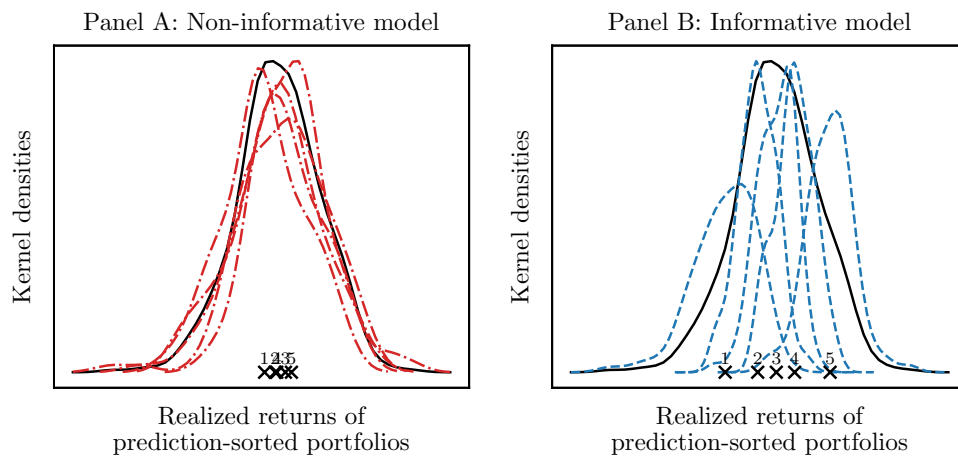 Panel A: Non-informative model
Kernel densities
12435
Realized returns of
prediction-sorted portfolios
Panel B: Informative model
Kernel densities
1 2 3 4 5
Realized returns of
prediction-sorted portfolios